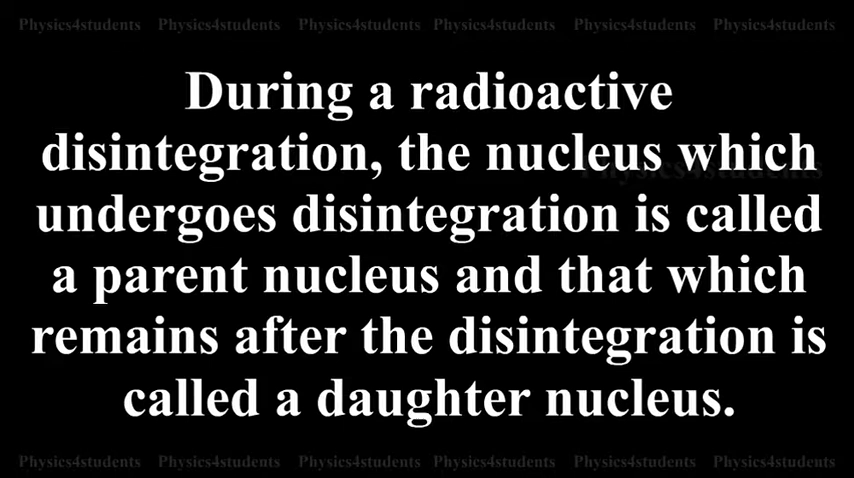 Physics4students Physics4students Physics4students Physics4students Physics4students Physics4students
During a radioactive
disintegration, the nucleus which
Physics4students
undergoes disintegration is called
a parent nucleus and that which
remains after the disintegration is
called a daughter nucleus.
Physics4students Physics4students Physics4students Physics4students Physics4students Physics4students